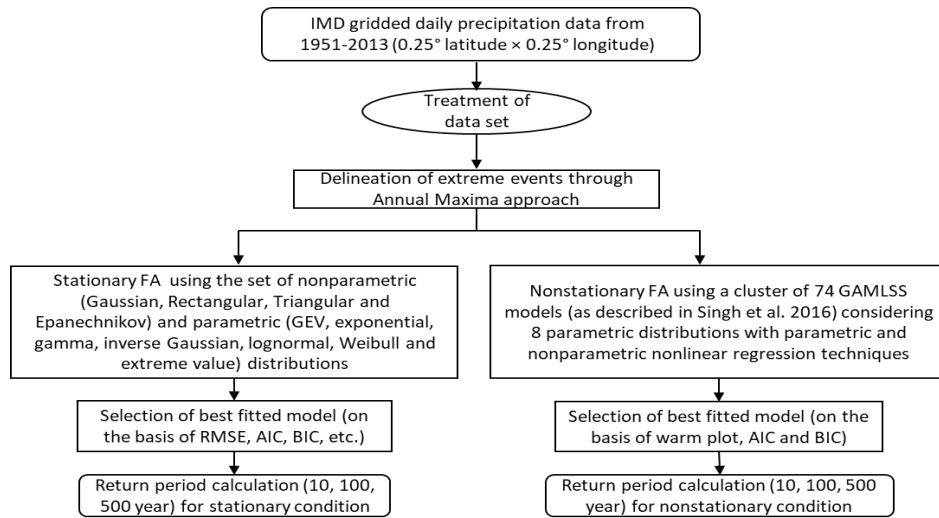 IMD gridded daily precipitation data from
1951-2013 (0.25° latitude × 0.25° longitude)
Treatment of
data set
Delineation of extreme events through
Annual Maxima approach
Stationary FA using the set of nonparametric
(Gaussian, Rectangular, Triangular and
Epanechnikov) and parametric (GEV, exponential,
gamma, inverse Gaussian, lognormal, Weibull and
extreme value) distributions
Nonstationary FA using a cluster of 74 GAMLSS
models (as described in Singh et al. 2016) considering
8 parametric distributions with parametric and
nonparametric nonlinear regression techniques
Selection of best fitted model (on
the basis of RMSE, AIC, BIC, etc.)
Selection of best fitted model (on the
basis of warm plot, AIC and BIC)
Return period calculation (10, 100,
500 year) for stationary condition
Return period calculation (10, 100, 500
year) for nonstationary condition